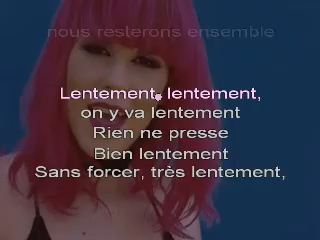 nous resterons ensemble
Lentement, lentement,
on y va lentement
Rien ne presse
Bien lentement
Sans forcer, très lentement,